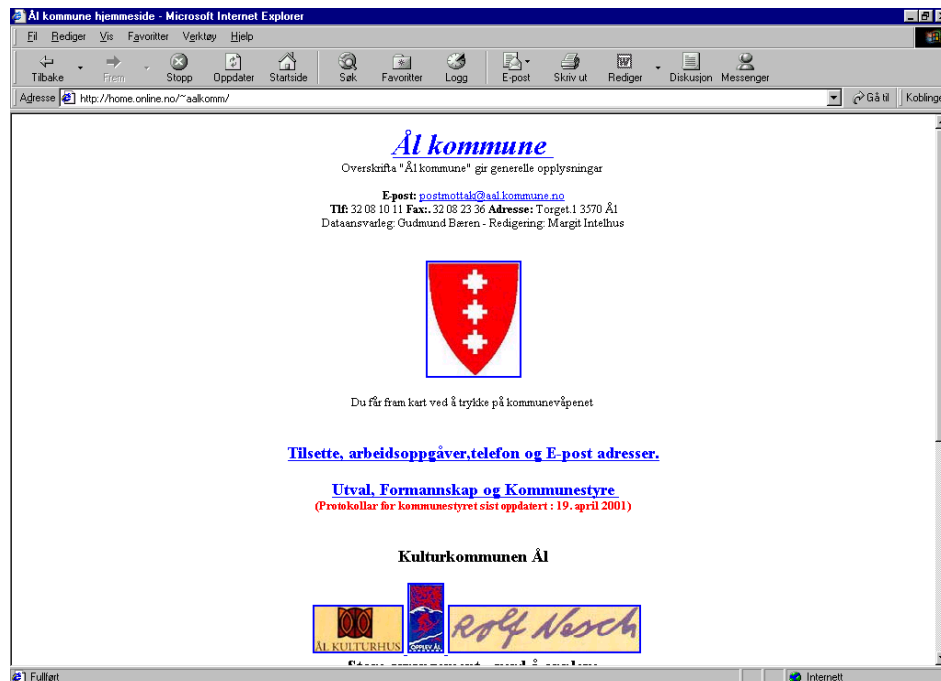 Ål kommune hjemmeside - Microsoft Internet Explorer
Fil Rediger Vis Favoritter Verktøy Hjelp
Tilbake Frem Stopp Oppdater Startside Søk Favoritter Logg E-post Skriv ut Rediger Diskusjon Messenger
Adresse http://home.online.no/~aalkomm/ Gå til Koblinge
Ål kommune
Overskrifta "Ål kommune" gir generelle opplysningar
E-post: postmottak@aal.kommune.no
Tlf: 32 08 10 11 Fax:. 32 08 23 36 Adresse: Torget.1 3570 Ål
Dataansvarleg: Gudmund Bæren - Redigering: Margit Intelhus
Du får fram kart ved å trykke på kommunevåpenet
Tilsette, arbeidsoppgåver,telefon og E-post adresser.
Utval, Formannskap og Kommunestyre
(Protokollar for kommunestyret sist oppdatert : 19. april 2001)
Kulturkommunen Ål
ÅL KULTURHUS OPPLEV ÅL Rolf Nesch
Fullført Internett